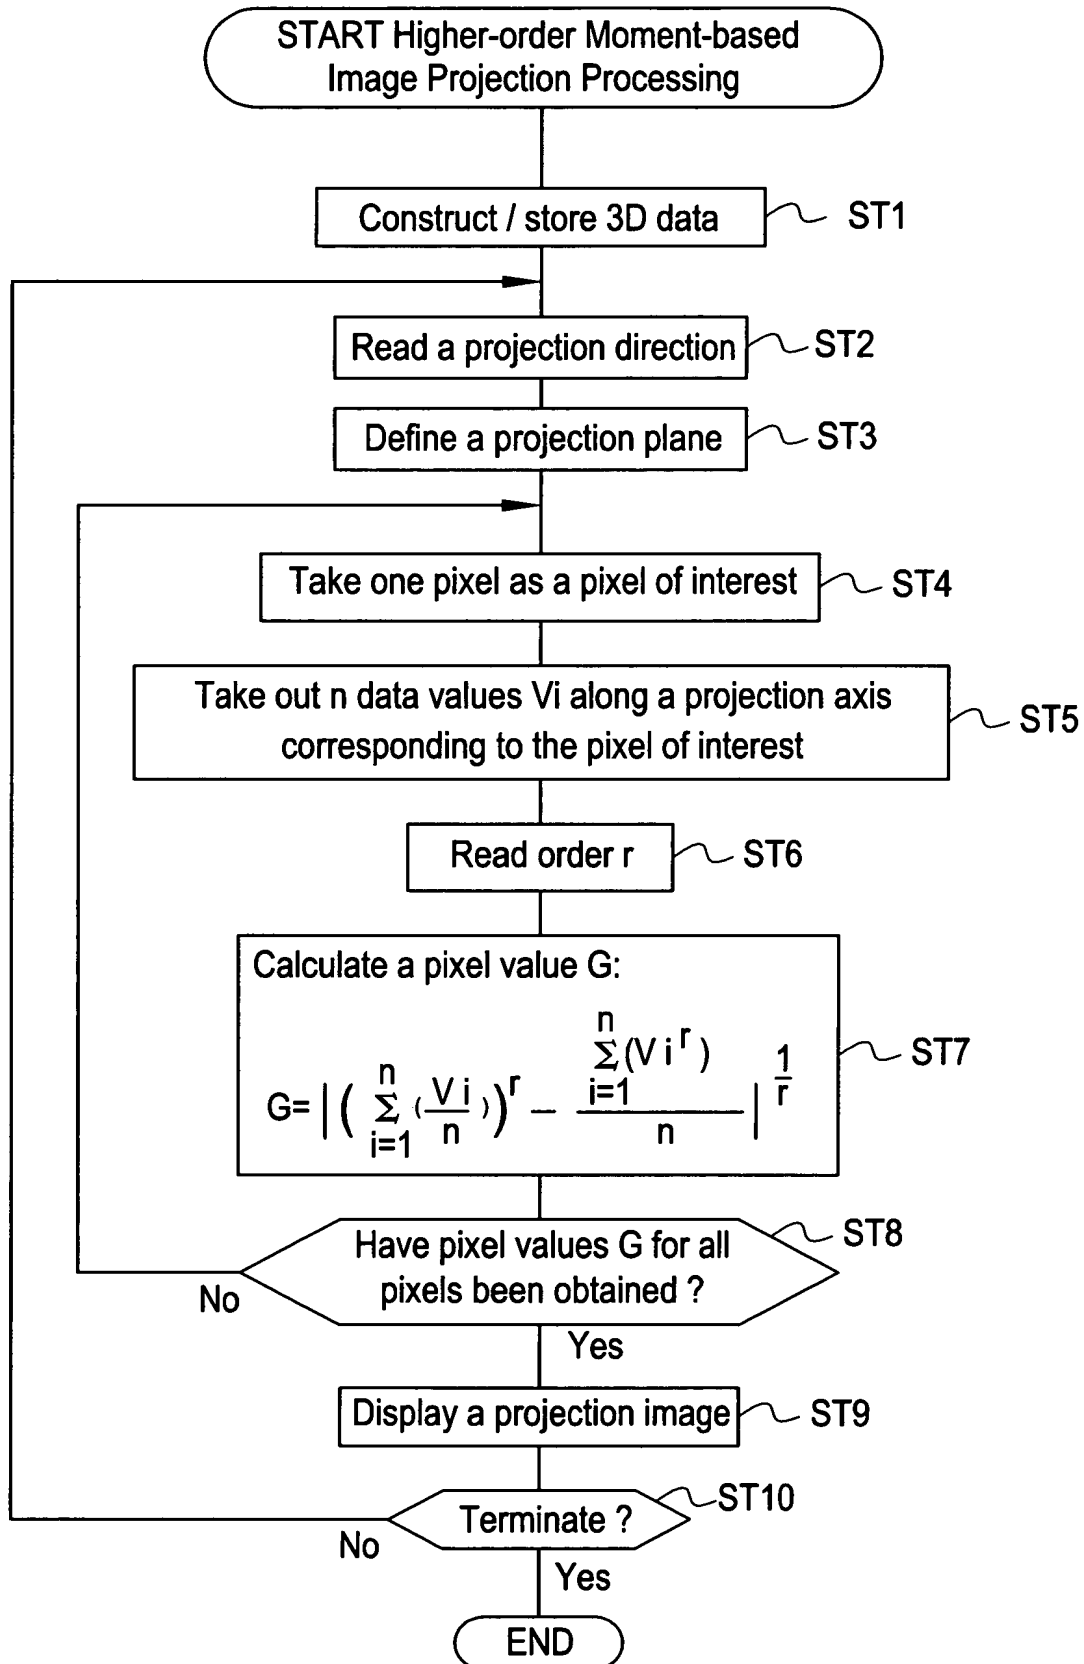 START Higher-order Moment-based
Image Projection Processing
Construct / store 3D data
ST1
Read a projection direction
ST2
Define a projection plane
ST3
Take one pixel as a pixel of interest
ST4
Take out n data values Vi along a projection axis
corresponding to the pixel of interest
ST5
Read order r
ST6
Calculate a pixel value G:
G=|( n Σ i=1 (Vi/n))^r − n Σ i=1 (Vi^r)/n|^1/r
ST7
Have pixel values G for all
pixels been obtained ?
ST8
No
Yes
Display a projection image
ST9
Terminate ?
ST10
No
Yes
END